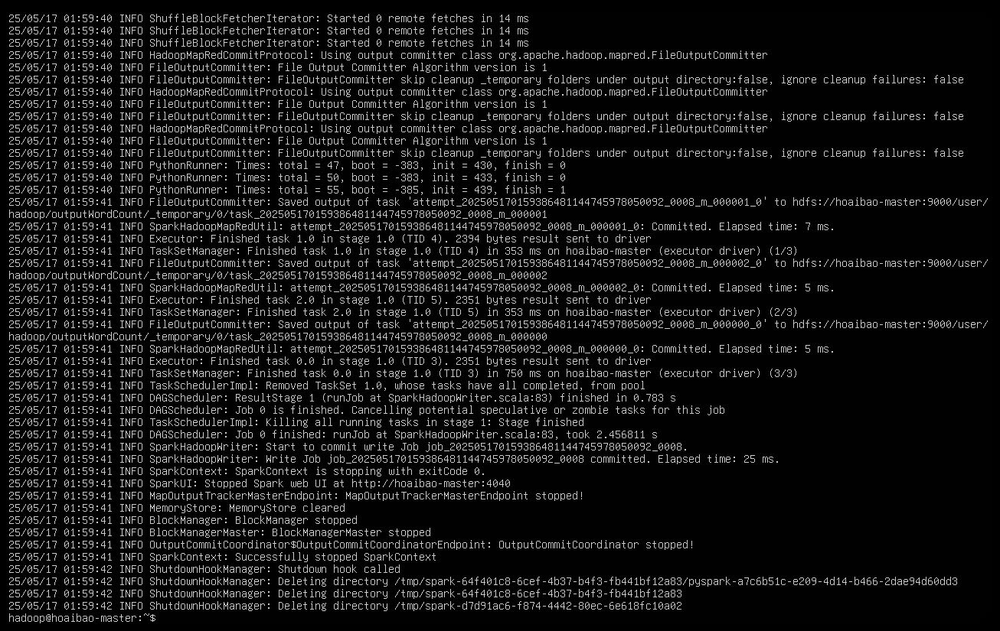 25/05/17 01:59:40 INFO ShuffleBlockFetcherIterator: Started 0 remote fetches in 14 ms
25/05/17 01:59:40 INFO ShuffleBlockFetcherIterator: Started 0 remote fetches in 14 ms
25/05/17 01:59:40 INFO ShuffleBlockFetcherIterator: Started 0 remote fetches in 14 ms
25/05/17 01:59:40 INFO HadoopMapRedCommitProtocol: Using output committer class org.apache.hadoop.mapred.FileOutputCommitter
25/05/17 01:59:40 INFO FileOutputCommitter: File Output Committer Algorithm version is 1
25/05/17 01:59:40 INFO FileOutputCommitter: FileOutputCommitter skip cleanup _temporary folders under output directory:false, ignore cleanup failures: false
25/05/17 01:59:40 INFO HadoopMapRedCommitProtocol: Using output committer class org.apache.hadoop.mapred.FileOutputCommitter
25/05/17 01:59:40 INFO FileOutputCommitter: File Output Committer Algorithm version is 1
25/05/17 01:59:40 INFO FileOutputCommitter: FileOutputCommitter skip cleanup _temporary folders under output directory:false, ignore cleanup failures: false
25/05/17 01:59:40 INFO HadoopMapRedCommitProtocol: Using output committer class org.apache.hadoop.mapred.FileOutputCommitter
25/05/17 01:59:40 INFO FileOutputCommitter: File Output Committer Algorithm version is 1
25/05/17 01:59:40 INFO FileOutputCommitter: FileOutputCommitter skip cleanup _temporary folders under output directory:false, ignore cleanup failures: false
25/05/17 01:59:40 INFO PythonRunner: Times: total = 47, boot = -383, init = 430, finish = 0
25/05/17 01:59:40 INFO PythonRunner: Times: total = 50, boot = -383, init = 433, finish = 0
25/05/17 01:59:40 INFO PythonRunner: Times: total = 55, boot = -385, init = 439, finish = 1
25/05/17 01:59:41 INFO FileOutputCommitter: Saved output of task 'attempt_202505170159386481144745978050092_0008_m_000001_0' to hdfs://hoaibao-master:9000/user/
hadoop/outputWordCount/_temporary/0/task_202505170159386481144745978050092_0008_m_000001
25/05/17 01:59:41 INFO SparkHadoopMapRedUtil: attempt_202505170159386481144745978050092_0008_m_000001_0: Committed. Elapsed time: 7 ms.
25/05/17 01:59:41 INFO Executor: Finished task 1.0 in stage 1.0 (TID 4). 2394 bytes result sent to driver
25/05/17 01:59:41 INFO TaskSetManager: Finished task 1.0 in stage 1.0 (TID 4) in 353 ms on hoaibao-master (executor driver) (1/3)
25/05/17 01:59:41 INFO FileOutputCommitter: Saved output of task 'attempt_202505170159386481144745978050092_0008_m_000002_0' to hdfs://hoaibao-master:9000/user/
hadoop/outputWordCount/_temporary/0/task_202505170159386481144745978050092_0008_m_000002
25/05/17 01:59:41 INFO SparkHadoopMapRedUtil: attempt_202505170159386481144745978050092_0008_m_000002_0: Committed. Elapsed time: 5 ms.
25/05/17 01:59:41 INFO Executor: Finished task 2.0 in stage 1.0 (TID 5). 2351 bytes result sent to driver
25/05/17 01:59:41 INFO TaskSetManager: Finished task 2.0 in stage 1.0 (TID 5) in 353 ms on hoaibao-master (executor driver) (2/3)
25/05/17 01:59:41 INFO FileOutputCommitter: Saved output of task 'attempt_202505170159386481144745978050092_0008_m_000000_0' to hdfs://hoaibao-master:9000/user/
hadoop/outputWordCount/_temporary/0/task_202505170159386481144745978050092_0008_m_000000
25/05/17 01:59:41 INFO SparkHadoopMapRedUtil: attempt_202505170159386481144745978050092_0008_m_000000_0: Committed. Elapsed time: 5 ms.
25/05/17 01:59:41 INFO Executor: Finished task 0.0 in stage 1.0 (TID 3). 2351 bytes result sent to driver
25/05/17 01:59:41 INFO TaskSetManager: Finished task 0.0 in stage 1.0 (TID 3) in 750 ms on hoaibao-master (executor driver) (3/3)
25/05/17 01:59:41 INFO TaskSchedulerImpl: Removed TaskSet 1.0, whose tasks have all completed, from pool
25/05/17 01:59:41 INFO DAGScheduler: ResultStage 1 (runJob at SparkHadoopWriter.scala:83) finished in 0.783 s
25/05/17 01:59:41 INFO DAGScheduler: Job 0 is finished. Cancelling potential speculative or zombie tasks for this job
25/05/17 01:59:41 INFO TaskSchedulerImpl: Killing all running tasks in stage 1: Stage finished
25/05/17 01:59:41 INFO DAGScheduler: Job 0 finished: runJob at SparkHadoopWriter.scala:83, took 2.456811 s
25/05/17 01:59:41 INFO SparkHadoopWriter: Start to commit write Job job_202505170159386481144745978050092_0008.
25/05/17 01:59:41 INFO SparkHadoopWriter: Write Job job_202505170159386481144745978050092_0008 committed. Elapsed time: 25 ms.
25/05/17 01:59:41 INFO SparkContext: SparkContext is stopping with exitCode 0.
25/05/17 01:59:41 INFO SparkUI: Stopped Spark web UI at http://hoaibao-master:4040
25/05/17 01:59:41 INFO MapOutputTrackerMasterEndpoint: MapOutputTrackerMasterEndpoint stopped!
25/05/17 01:59:41 INFO MemoryStore: MemoryStore cleared
25/05/17 01:59:41 INFO BlockManager: BlockManager stopped
25/05/17 01:59:41 INFO BlockManagerMaster: BlockManagerMaster stopped
25/05/17 01:59:41 INFO OutputCommitCoordinator$OutputCommitCoordinatorEndpoint: OutputCommitCoordinator stopped!
25/05/17 01:59:41 INFO SparkContext: Successfully stopped SparkContext
25/05/17 01:59:42 INFO ShutdownHookManager: Shutdown hook called
25/05/17 01:59:42 INFO ShutdownHookManager: Deleting directory /tmp/spark-64f401c8-6cef-4b37-b4f3-fb441bf12a83/pyspark-a7c6b51c-e209-4d14-b466-2dae94d60dd3
25/05/17 01:59:42 INFO ShutdownHookManager: Deleting directory /tmp/spark-64f401c8-6cef-4b37-b4f3-fb441bf12a83
25/05/17 01:59:42 INFO ShutdownHookManager: Deleting directory /tmp/spark-d7d91ac6-f874-4442-80ec-6e618fc10a02
hadoop@hoaibao-master:~$